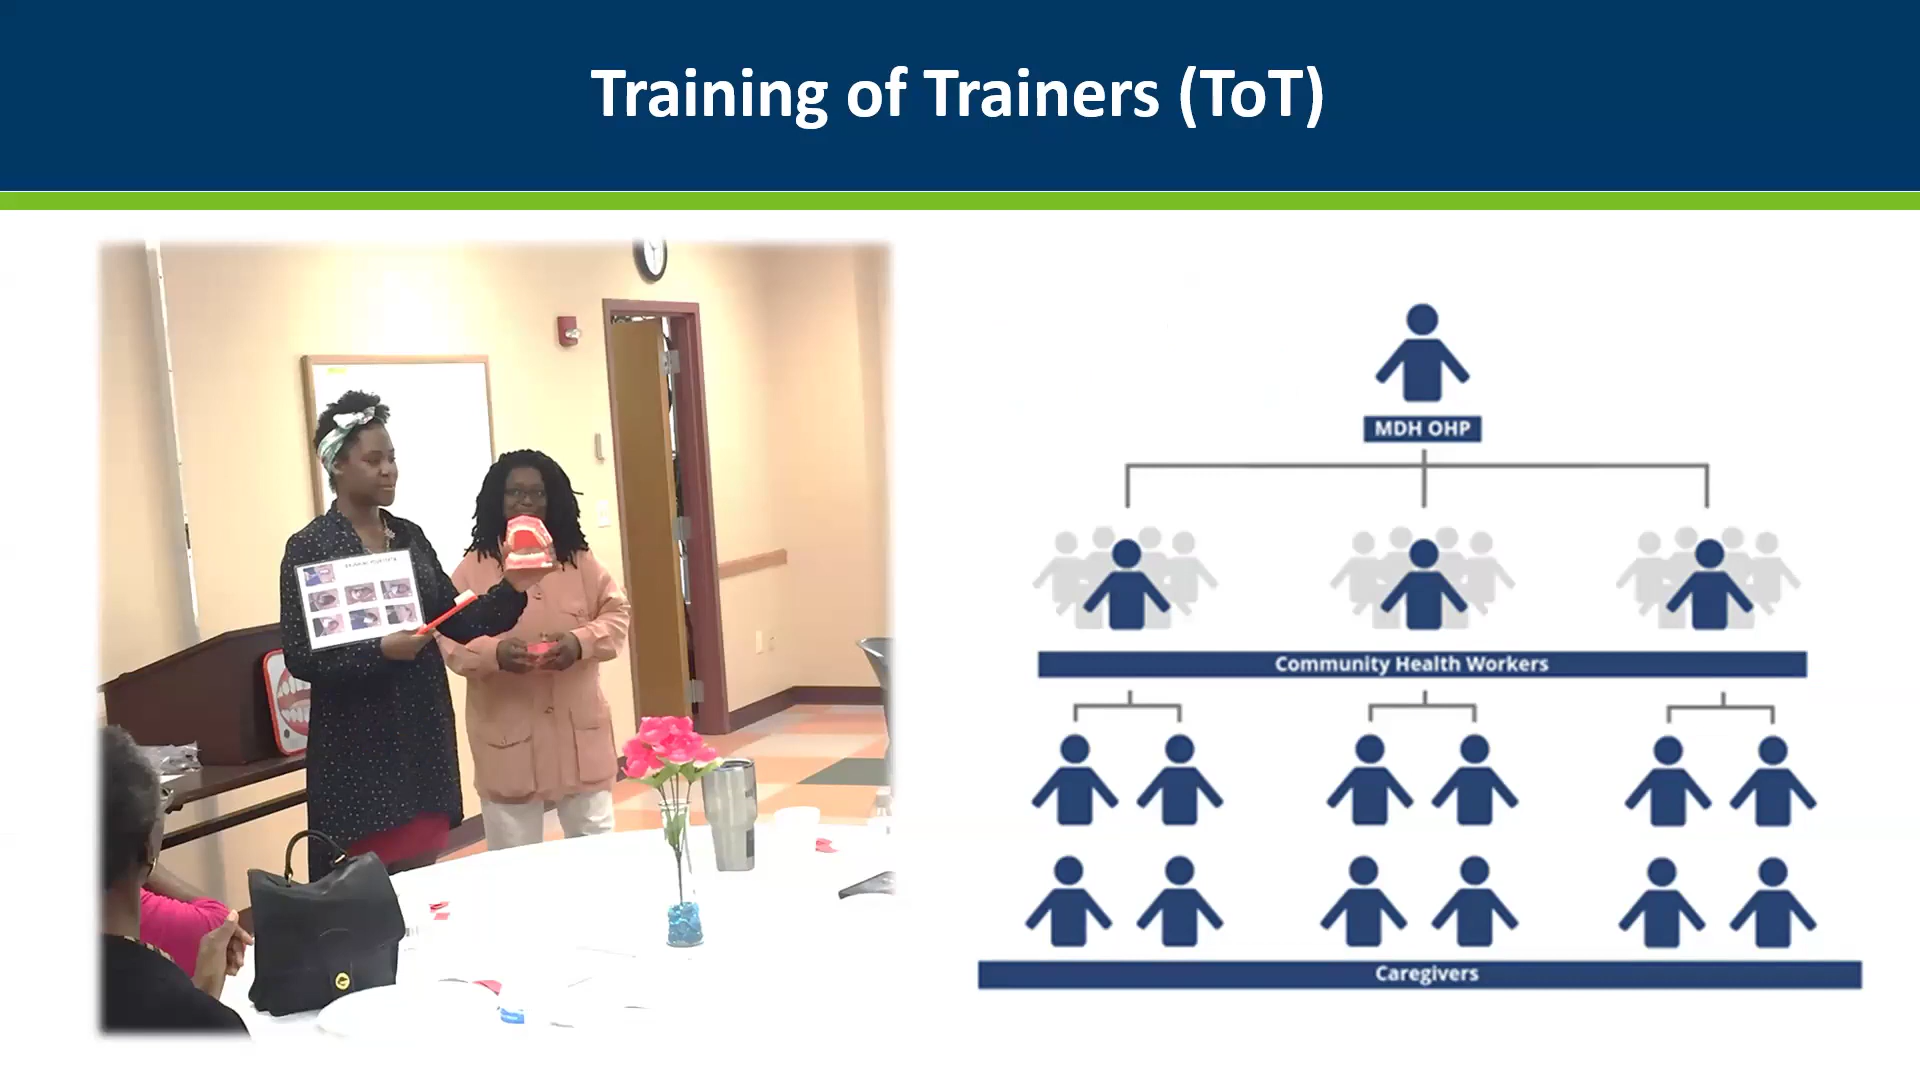 Training of Trainers (ToT)
MDH OHP
Community Health Workers
Caregivers